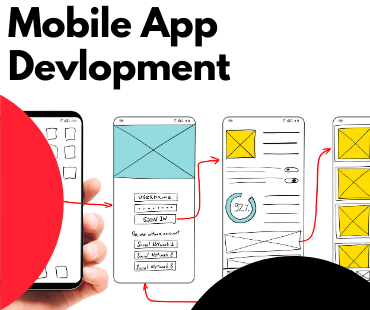 Mobile App
Devlopment
USERNAME
SIGN IN
Social Network 1
Social Network 2
Social Network 3
92%